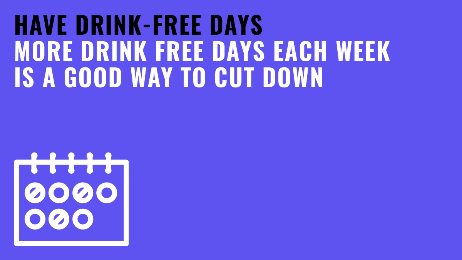 HAVE DRINK-FREE DAYS
MORE DRINK FREE DAYS EACH WEEK
IS A GOOD WAY TO CUT DOWN